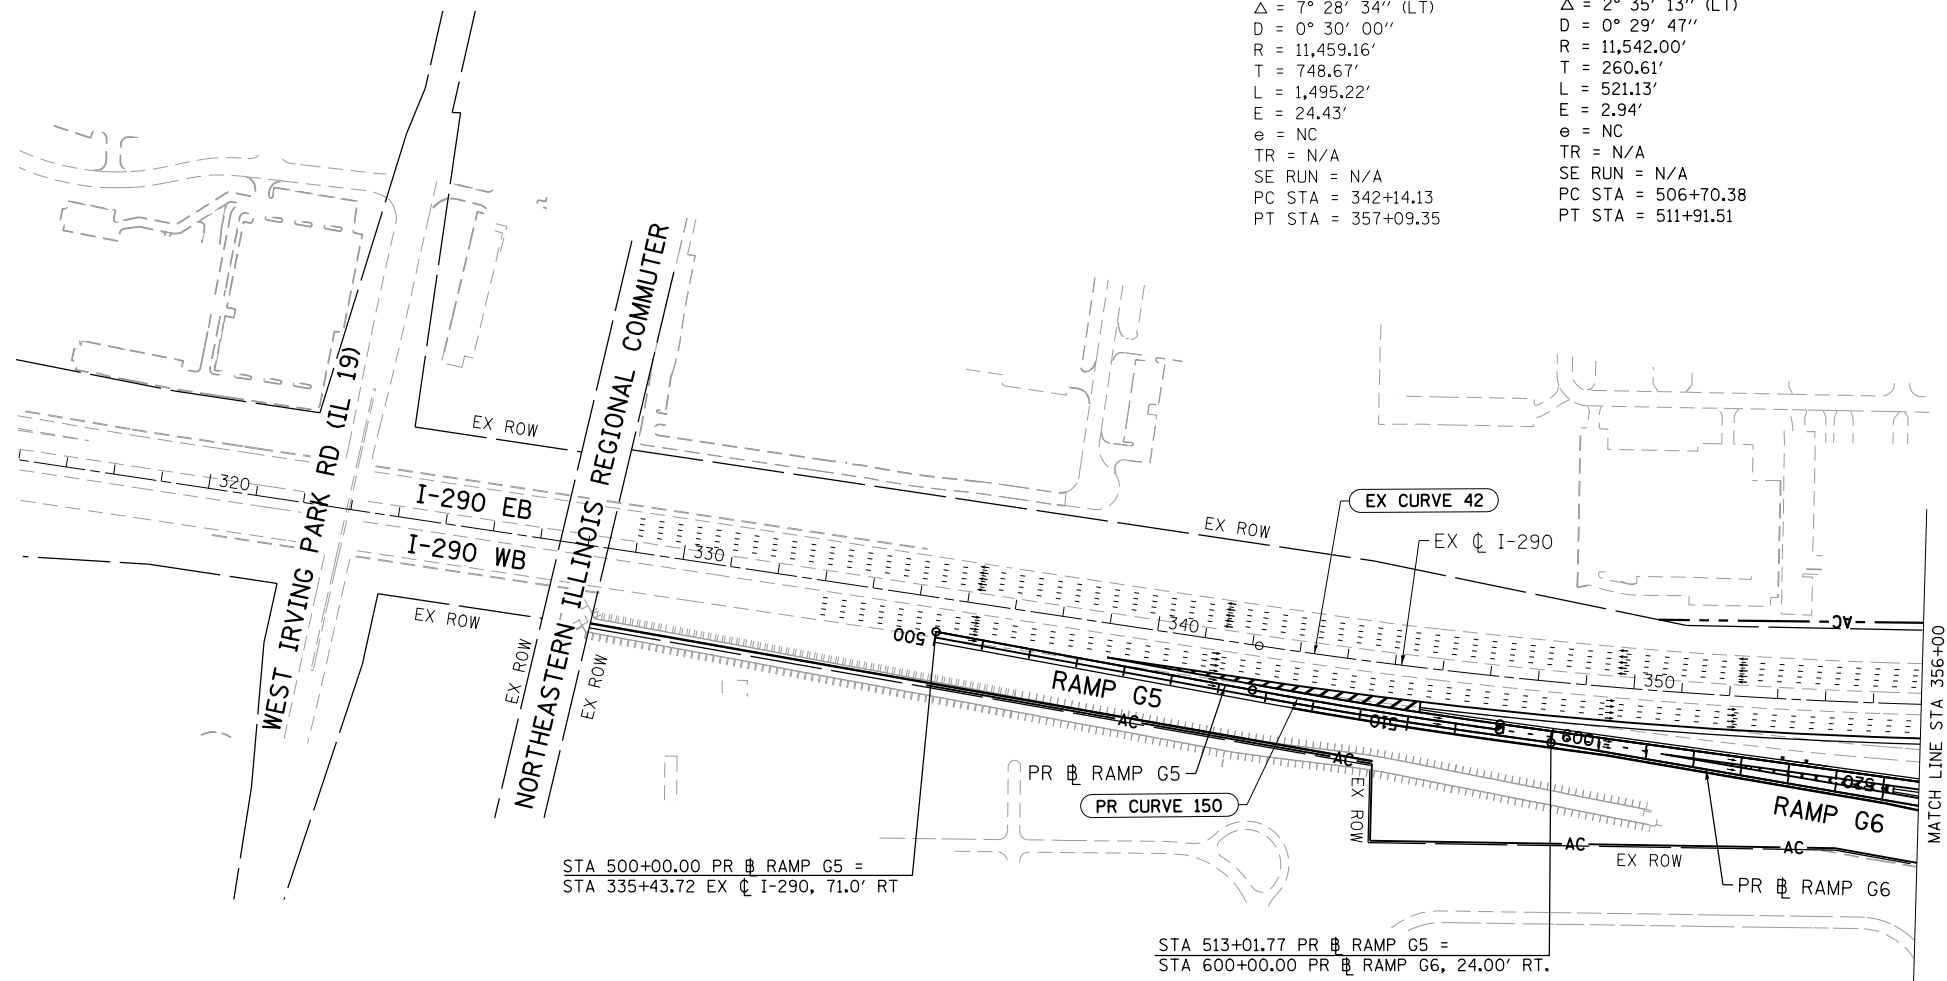 Δ = 7° 28' 34" (LT)
D = 0° 30' 00"
R = 11,459.16'
T = 748.67'
L = 1,495.22'
E = 24.43'
e = NC
TR = N/A
SE RUN = N/A
PC STA = 342+14.13
PT STA = 357+09.35
Δ = 2° 35' 13" (LT)
D = 0° 29' 47"
R = 11,542.00'
T = 260.61'
L = 521.13'
E = 2.94'
e = NC
TR = N/A
SE RUN = N/A
PC STA = 506+70.38
PT STA = 511+91.51
WEST IRVING PARK RD (IL 19)
NORTHEASTERN ILLINOIS REGIONAL COMMUTER
EX ROW
320
I-290 EB
I-290 WB
330
EX ROW
EX ROW
EX ROW
EX ROW
EX CURVE 42
EX ℄ I-290
340
350
AC
500
RAMP G5
AC
510
AC
600
520
RAMP G6
MATCH LINE STA 356+00
PR BL RAMP G5
PR CURVE 150
EX ROW
AC
EX ROW
AC
PR BL RAMP G6
STA 500+00.00 PR BL RAMP G5 =
STA 335+43.72 EX ℄ I-290, 71.0' RT
STA 513+01.77 PR BL RAMP G5 =
STA 600+00.00 PR BL RAMP G6, 24.00' RT.